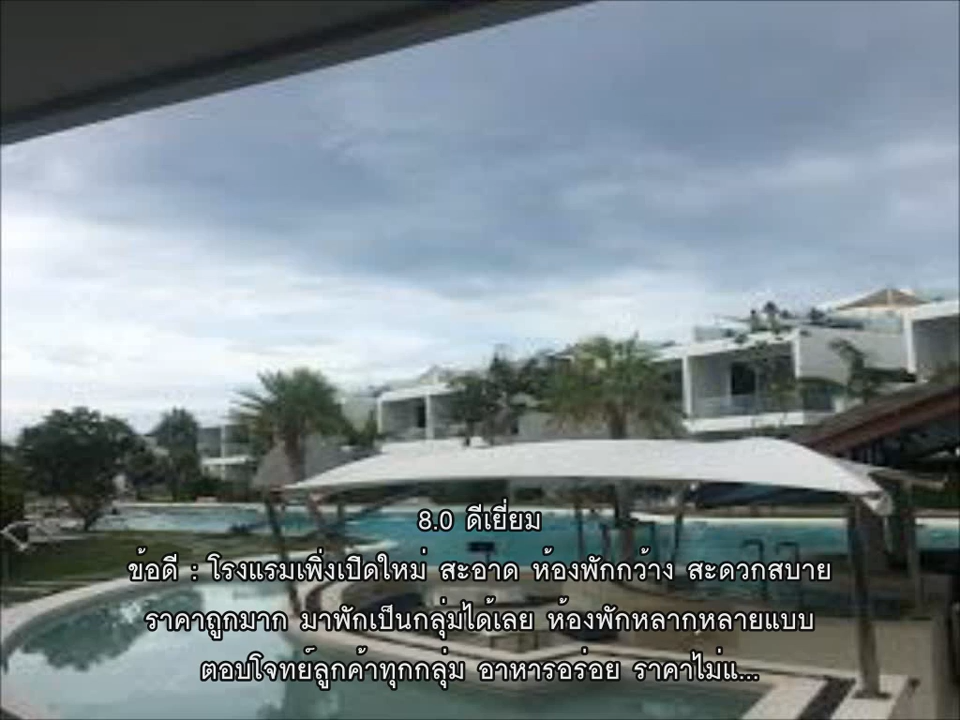 8.0 ดีเยี่ยม
ข้อดี : โรงแรมเพิ่งเปิดใหม่ สะอาด ห้องพักกว้าง สะดวกสบาย
ราคาถูกมาก มาพักเป็นกลุ่มได้เลย ห้องพักหลากหลายแบบ
ตอบโจทย์ลูกค้าทุกกลุ่ม อาหารอร่อย ราคาไม่แ...